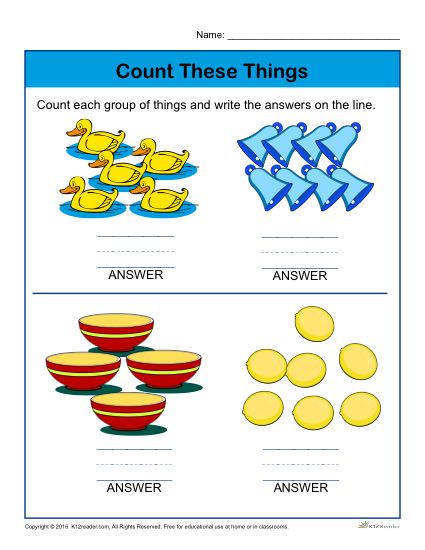 Name: ___________________________
Count These Things
Count each group of things and write the answers on the line.
ANSWER
ANSWER
ANSWER
ANSWER
Copyright © 2016 K12reader.com. All Rights Reserved. Free for educational use at home or in classrooms.
K12Reader